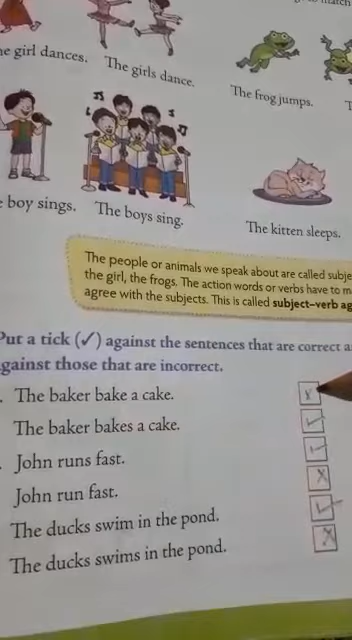 to match
e girl dances. The girls dance.
The frog jumps.
boy sings. The boys sing.
The kitten sleeps.
The people or animals we speak about are called subje
the girl, the frogs. The action words or verbs have to m
agree with the subjects. This is called subject–verb ag
Put a tick (✓) against the sentences that are correct a
gainst those that are incorrect.
The baker bake a cake.
The baker bakes a cake. ✓
John runs fast. ✓
John run fast. X
The ducks swim in the pond. ✓
The ducks swims in the pond. X